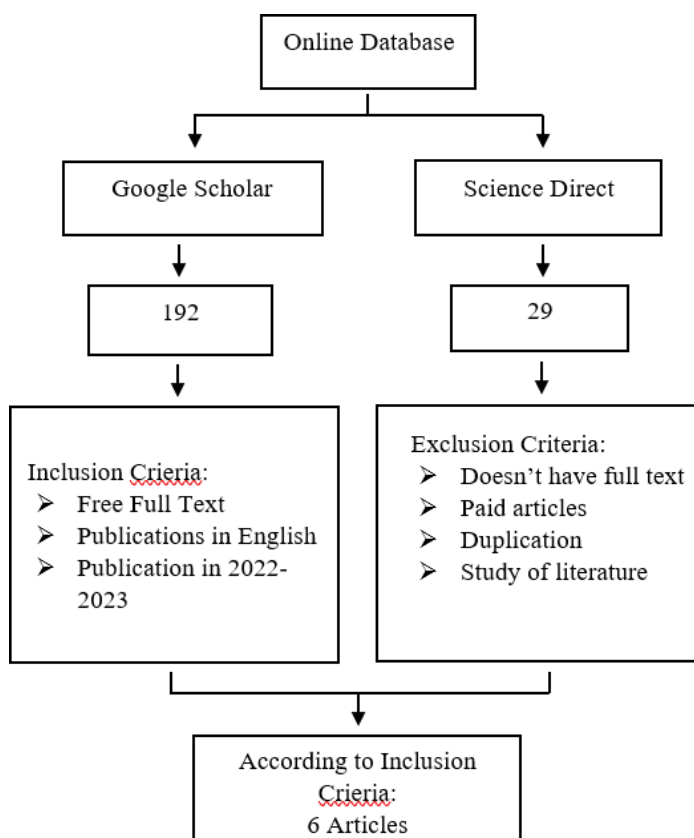 Online Database
Google Scholar
Science Direct
192
29
Inclusion Crieria:
➢ Free Full Text
➢ Publications in English
➢ Publication in 2022-
2023
Exclusion Criteria:
➢ Doesn't have full text
➢ Paid articles
➢ Duplication
➢ Study of literature
According to Inclusion
Crieria:
6 Articles